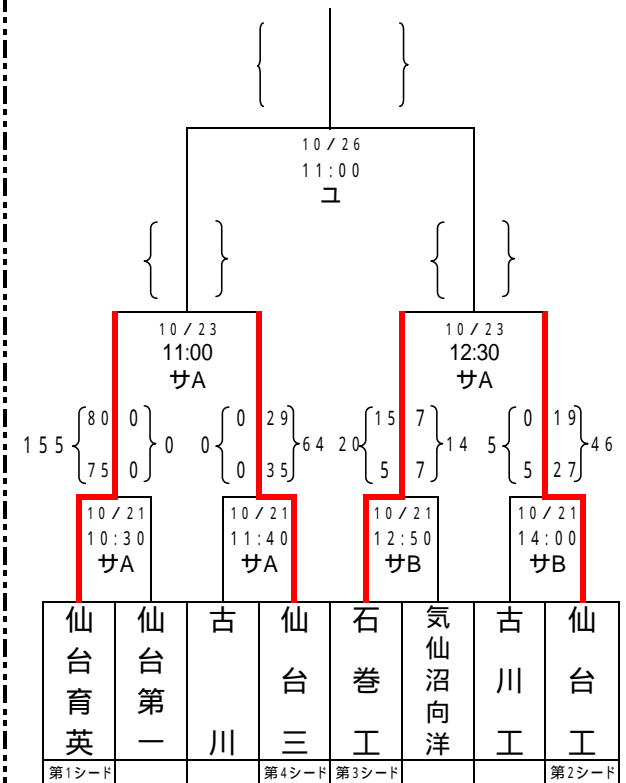 10/26
11:00
ユ
10/23
11:00
サA
10/23
12:30
サA
80 0 0 29 15 7 0 19
155 0 0 64 20 14 5 46
75 0 0 35 5 7 5 27
10/21 10/21 10/21 10/21
10:30 11:40 12:50 14:00
サA サA サB サB
仙台育英
仙台第一
古川
仙台三
石巻工
気仙沼向洋
古川工
仙台工
第1シード 第4シード 第3シード 第2シード